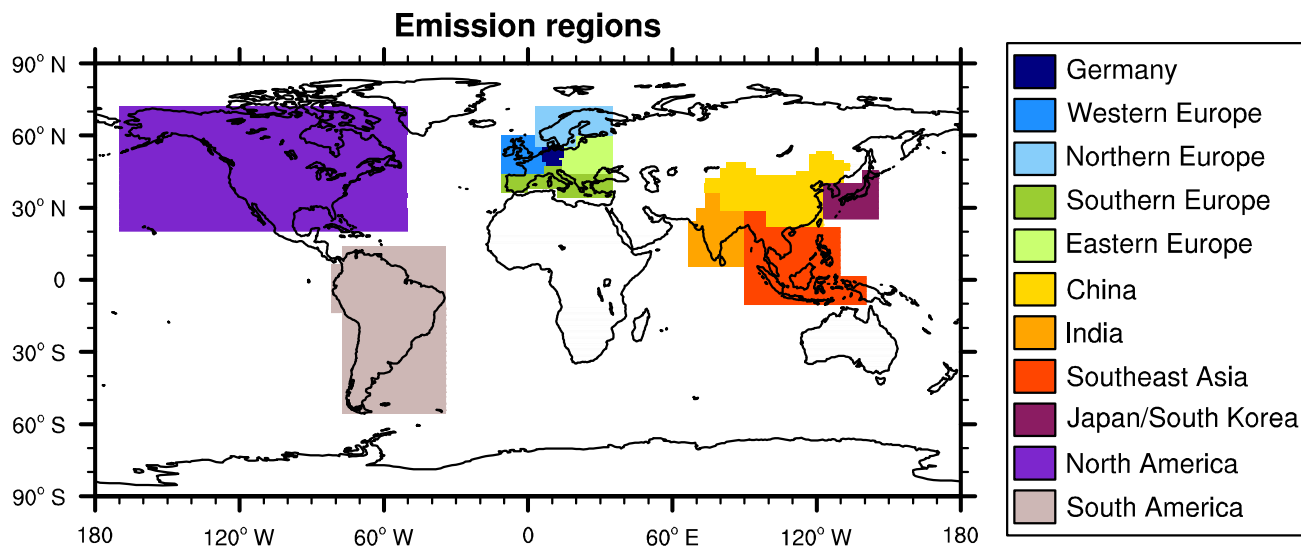 Emission regions
90° N
60° N
30° N
0
30° S
60° S
90° S
180
120° W
60° W
0
60° E
120° W
180
Germany
Western Europe
Northern Europe
Southern Europe
Eastern Europe
China
India
Southeast Asia
Japan/South Korea
North America
South America